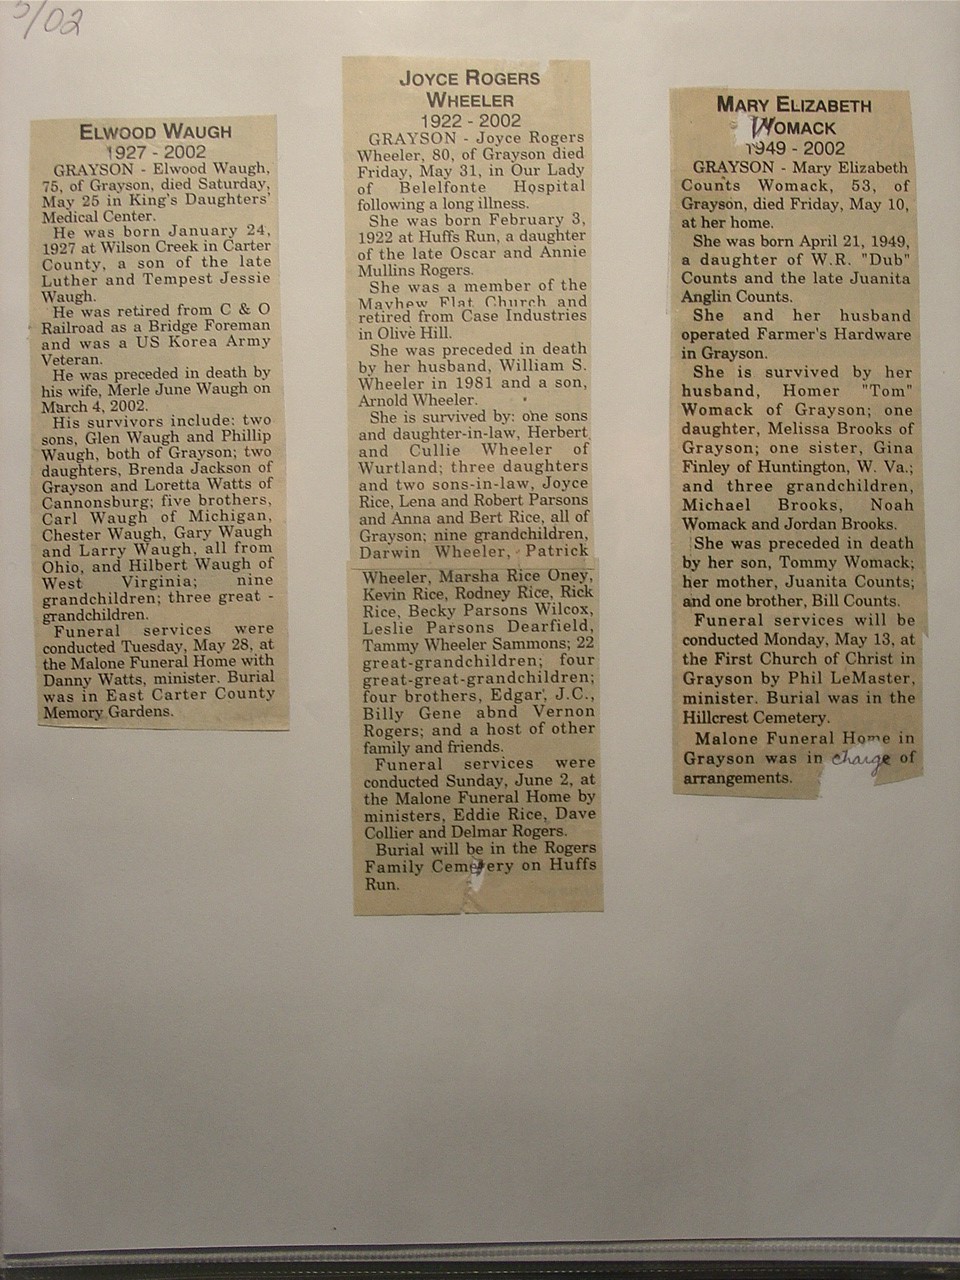 5/02
ELWOOD WAUGH
1927 - 2002
GRAYSON - Elwood Waugh,
75, of Grayson, died Saturday,
May 25 in King's Daughters'
Medical Center.
He was born January 24,
1927 at Wilson Creek in Carter
County, a son of the late
Luther and Tempest Jessie
Waugh.
He was retired from C & O
Railroad as a Bridge Foreman
and was a US Korea Army
Veteran.
He was preceded in death by
his wife, Merle June Waugh on
March 4, 2002.
His survivors include: two
sons, Glen Waugh and Phillip
Waugh, both of Grayson; two
daughters, Brenda Jackson of
Grayson and Loretta Watts of
Cannonsburg; five brothers,
Carl Waugh of Michigan,
Chester Waugh, Gary Waugh
and Larry Waugh, all from
Ohio, and Hilbert Waugh of
West Virginia; nine
grandchildren; three great -
grandchildren.
Funeral services were
conducted Tuesday, May 28, at
the Malone Funeral Home with
Danny Watts, minister. Burial
was in East Carter County
Memory Gardens.
JOYCE ROGERS
WHEELER
1922 - 2002
GRAYSON - Joyce Rogers
Wheeler, 80, of Grayson died
Friday, May 31, in Our Lady
of Belelfonte Hospital
following a long illness.
She was born February 3,
1922 at Huffs Run, a daughter
of the late Oscar and Annie
Mullins Rogers.
She was a member of the
Mayhew Flat Church and
retired from Case Industries
in Olive Hill.
She was preceded in death
by her husband, William S.
Wheeler in 1981 and a son,
Arnold Wheeler.
She is survived by: one sons
and daughter-in-law, Herbert
and Cullie Wheeler of
Wurtland; three daughters
and two sons-in-law, Joyce
Rice, Lena and Robert Parsons
and Anna and Bert Rice, all of
Grayson; nine grandchildren,
Darwin Wheeler, Patrick
Wheeler, Marsha Rice Oney,
Kevin Rice, Rodney Rice, Rick
Rice, Becky Parsons Wilcox,
Leslie Parsons Dearfield,
Tammy Wheeler Sammons; 22
great-grandchildren; four
great-great-grandchildren;
four brothers, Edgar, J.C.,
Billy Gene abnd Vernon
Rogers; and a host of other
family and friends.
Funeral services were
conducted Sunday, June 2, at
the Malone Funeral Home by
ministers, Eddie Rice, Dave
Collier and Delmar Rogers.
Burial will be in the Rogers
Family Cemetery on Huffs
Run.
MARY ELIZABETH
WOMACK
1949 - 2002
GRAYSON - Mary Elizabeth
Counts Womack, 53, of
Grayson, died Friday, May 10,
at her home.
She was born April 21, 1949,
a daughter of W.R. "Dub"
Counts and the late Juanita
Anglin Counts.
She and her husband
operated Farmer's Hardware
in Grayson.
She is survived by her
husband, Homer "Tom"
Womack of Grayson; one
daughter, Melissa Brooks of
Grayson; one sister, Gina
Finley of Huntington, W. Va.;
and three grandchildren,
Michael Brooks, Noah
Womack and Jordan Brooks.
She was preceded in death
by her son, Tommy Womack;
her mother, Juanita Counts;
and one brother, Bill Counts.
Funeral services will be
conducted Monday, May 13, at
the First Church of Christ in
Grayson by Phil LeMaster,
minister. Burial was in the
Hillcrest Cemetery.
Malone Funeral Home in
Grayson was in charge of
arrangements.